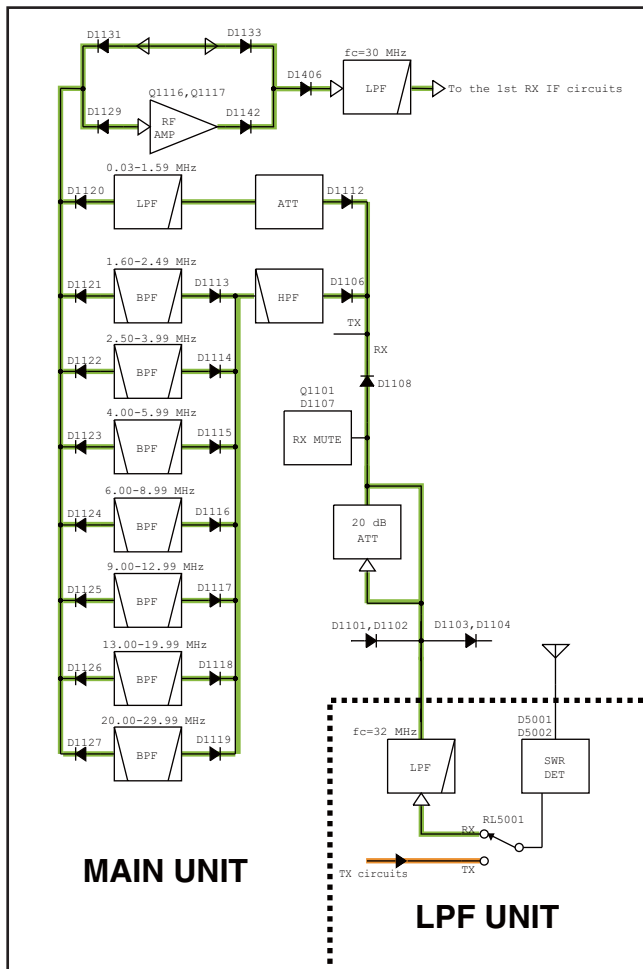 D1131
D1133
Q1116,Q1117
D1406
fc=30 MHz
LPF
To the 1st RX IF circuits
D1129
RF
AMP
D1142
0.03-1.59 MHz
D1120
LPF
ATT
D1112
1.60-2.49 MHz
D1121
BPF
D1113
HPF
D1106
TX
RX
2.50-3.99 MHz
D1122
BPF
D1114
D1108
Q1101
D1107
RX MUTE
4.00-5.99 MHz
D1123
BPF
D1115
6.00-8.99 MHz
D1124
BPF
D1116
20 dB
ATT
9.00-12.99 MHz
D1125
BPF
D1117
D1101,D1102
D1103,D1104
13.00-19.99 MHz
D1126
BPF
D1118
20.00-29.99 MHz
D1127
BPF
D1119
fc=32 MHz
LPF
D5001
D5002
SWR
DET
RL5001
RX
TX
TX circuits
MAIN UNIT
LPF UNIT